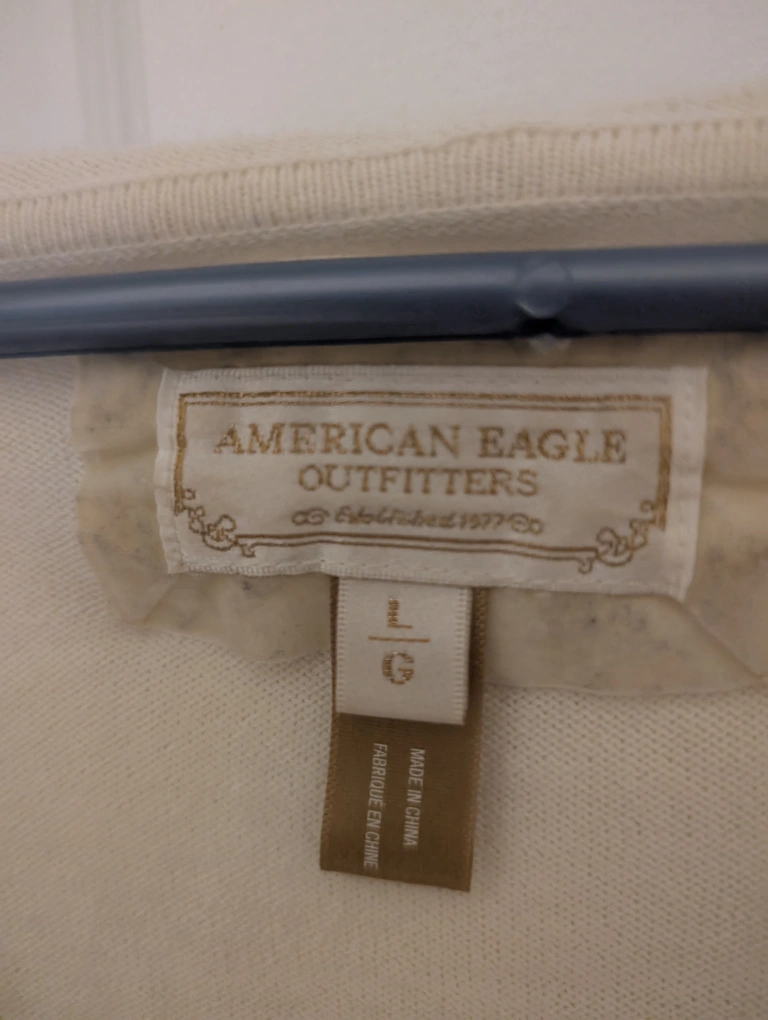 AMERICAN EAGLE
OUTFITTERS
Established 1977
L | G
MADE IN CHINA
FABRIQUÉ EN CHINE